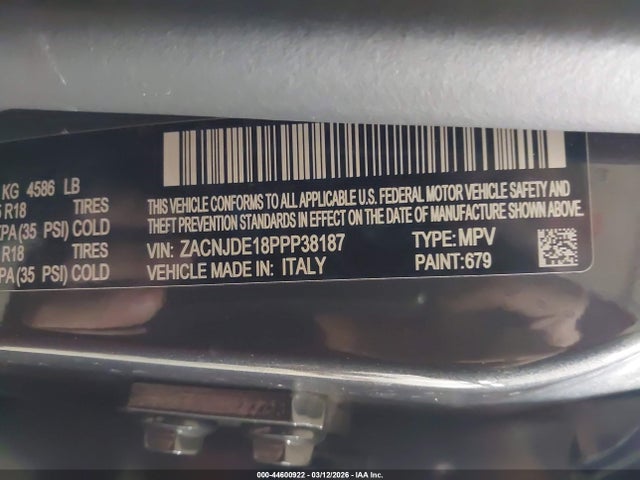 KG 4586 LB
R18 TIRES
(35 PSI) COLD
R18 TIRES
PA(35 PSI) COLD
THIS VEHICLE CONFORMS TO ALL APPLICABLE U.S. FEDERAL MOTOR VEHICLE SAFETY AND
THEFT PREVENTION STANDARDS IN EFFECT ON THE DATE OF MANUFACTURE SHOWN ABOVE.
VIN: ZACNJDE18PPP38187 TYPE: MPV
VEHICLE MADE IN: ITALY PAINT: 679
000-44600922 - 03/12/2026 - IAA Inc.